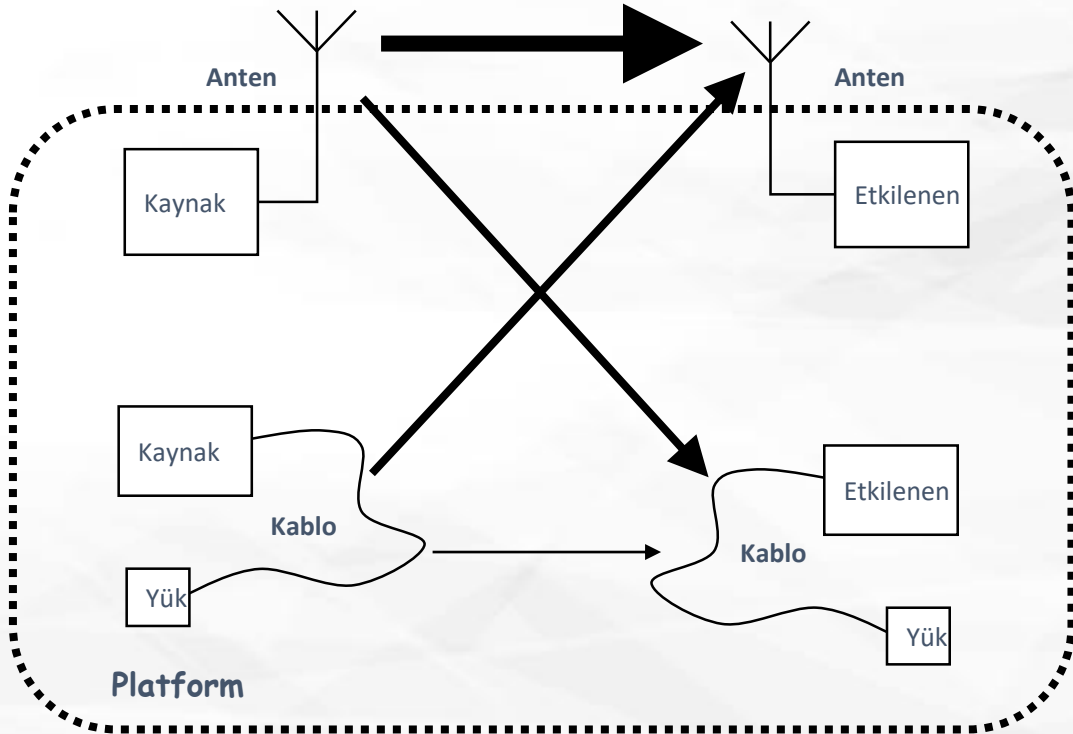 Anten
Anten
Kaynak
Etkilenen
Kaynak
Etkilenen
Kablo
Kablo
Yük
Yük
Platform